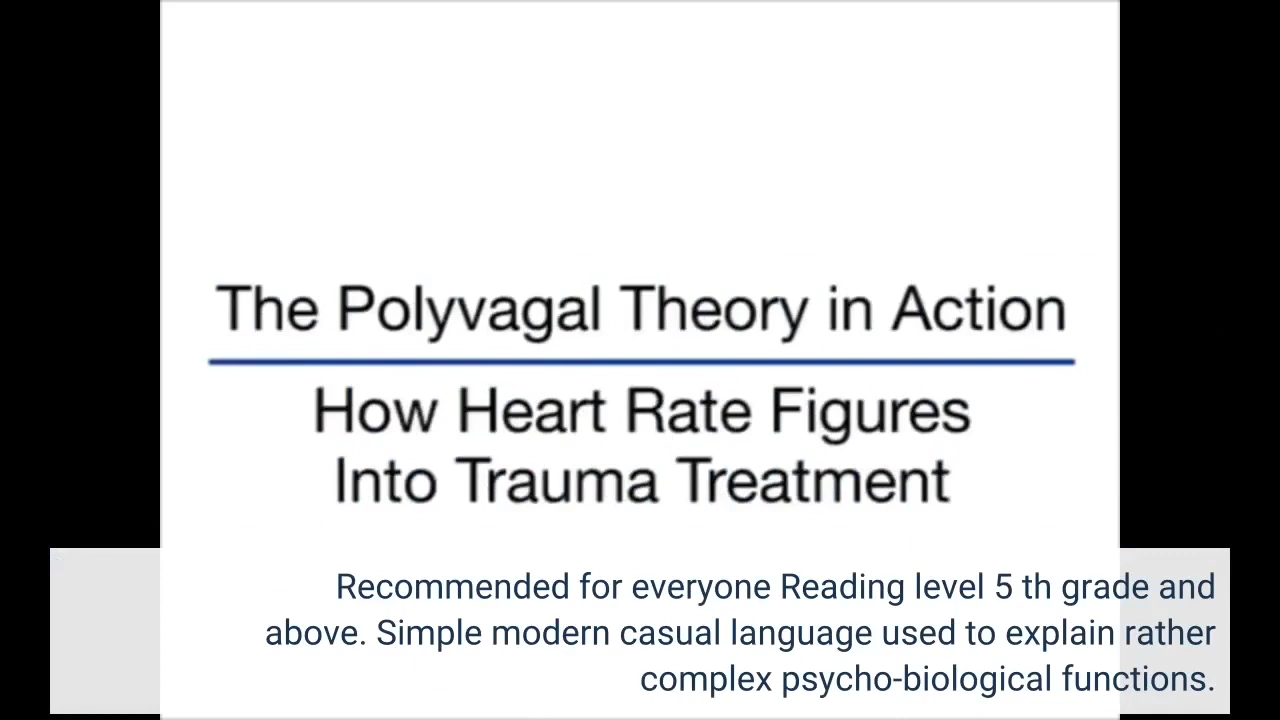 The Polyvagal Theory in Action
How Heart Rate Figures
Into Trauma Treatment
Recommended for everyone Reading level 5 th grade and
above. Simple modern casual language used to explain rather
complex psycho-biological functions.